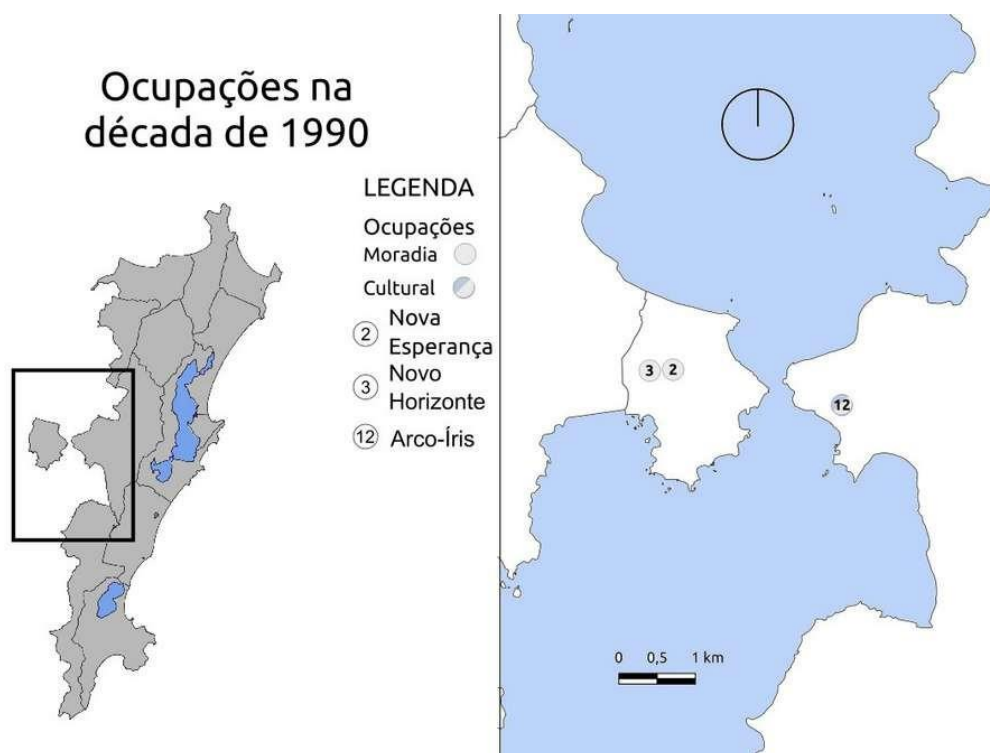 Ocupações na
década de 1990
LEGENDA
Ocupações
Moradia
Cultural
2 Nova
Esperança
3 Novo
Horizonte
12 Arco-Íris
3 2
12
0 0,5 1 km